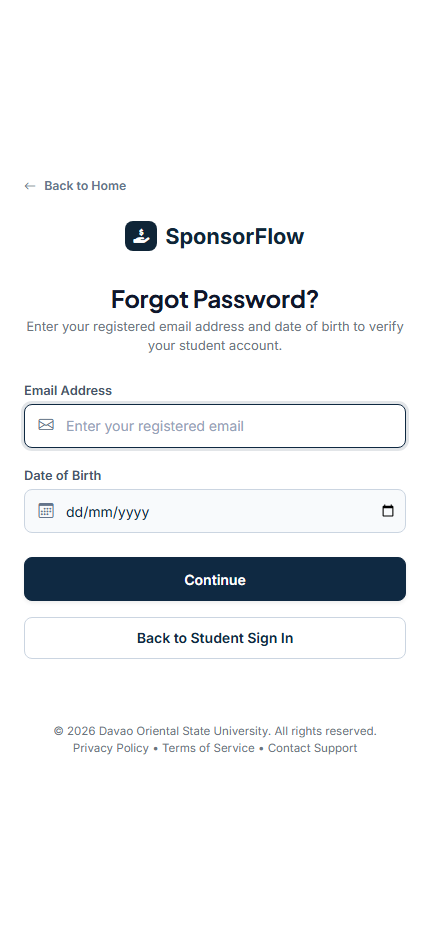 ← Back to Home
SponsorFlow
Forgot Password?
Enter your registered email address and date of birth to verify
your student account.
Email Address
Enter your registered email
Date of Birth
dd/mm/yyyy
Continue
Back to Student Sign In
© 2026 Davao Oriental State University. All rights reserved.
Privacy Policy • Terms of Service • Contact Support